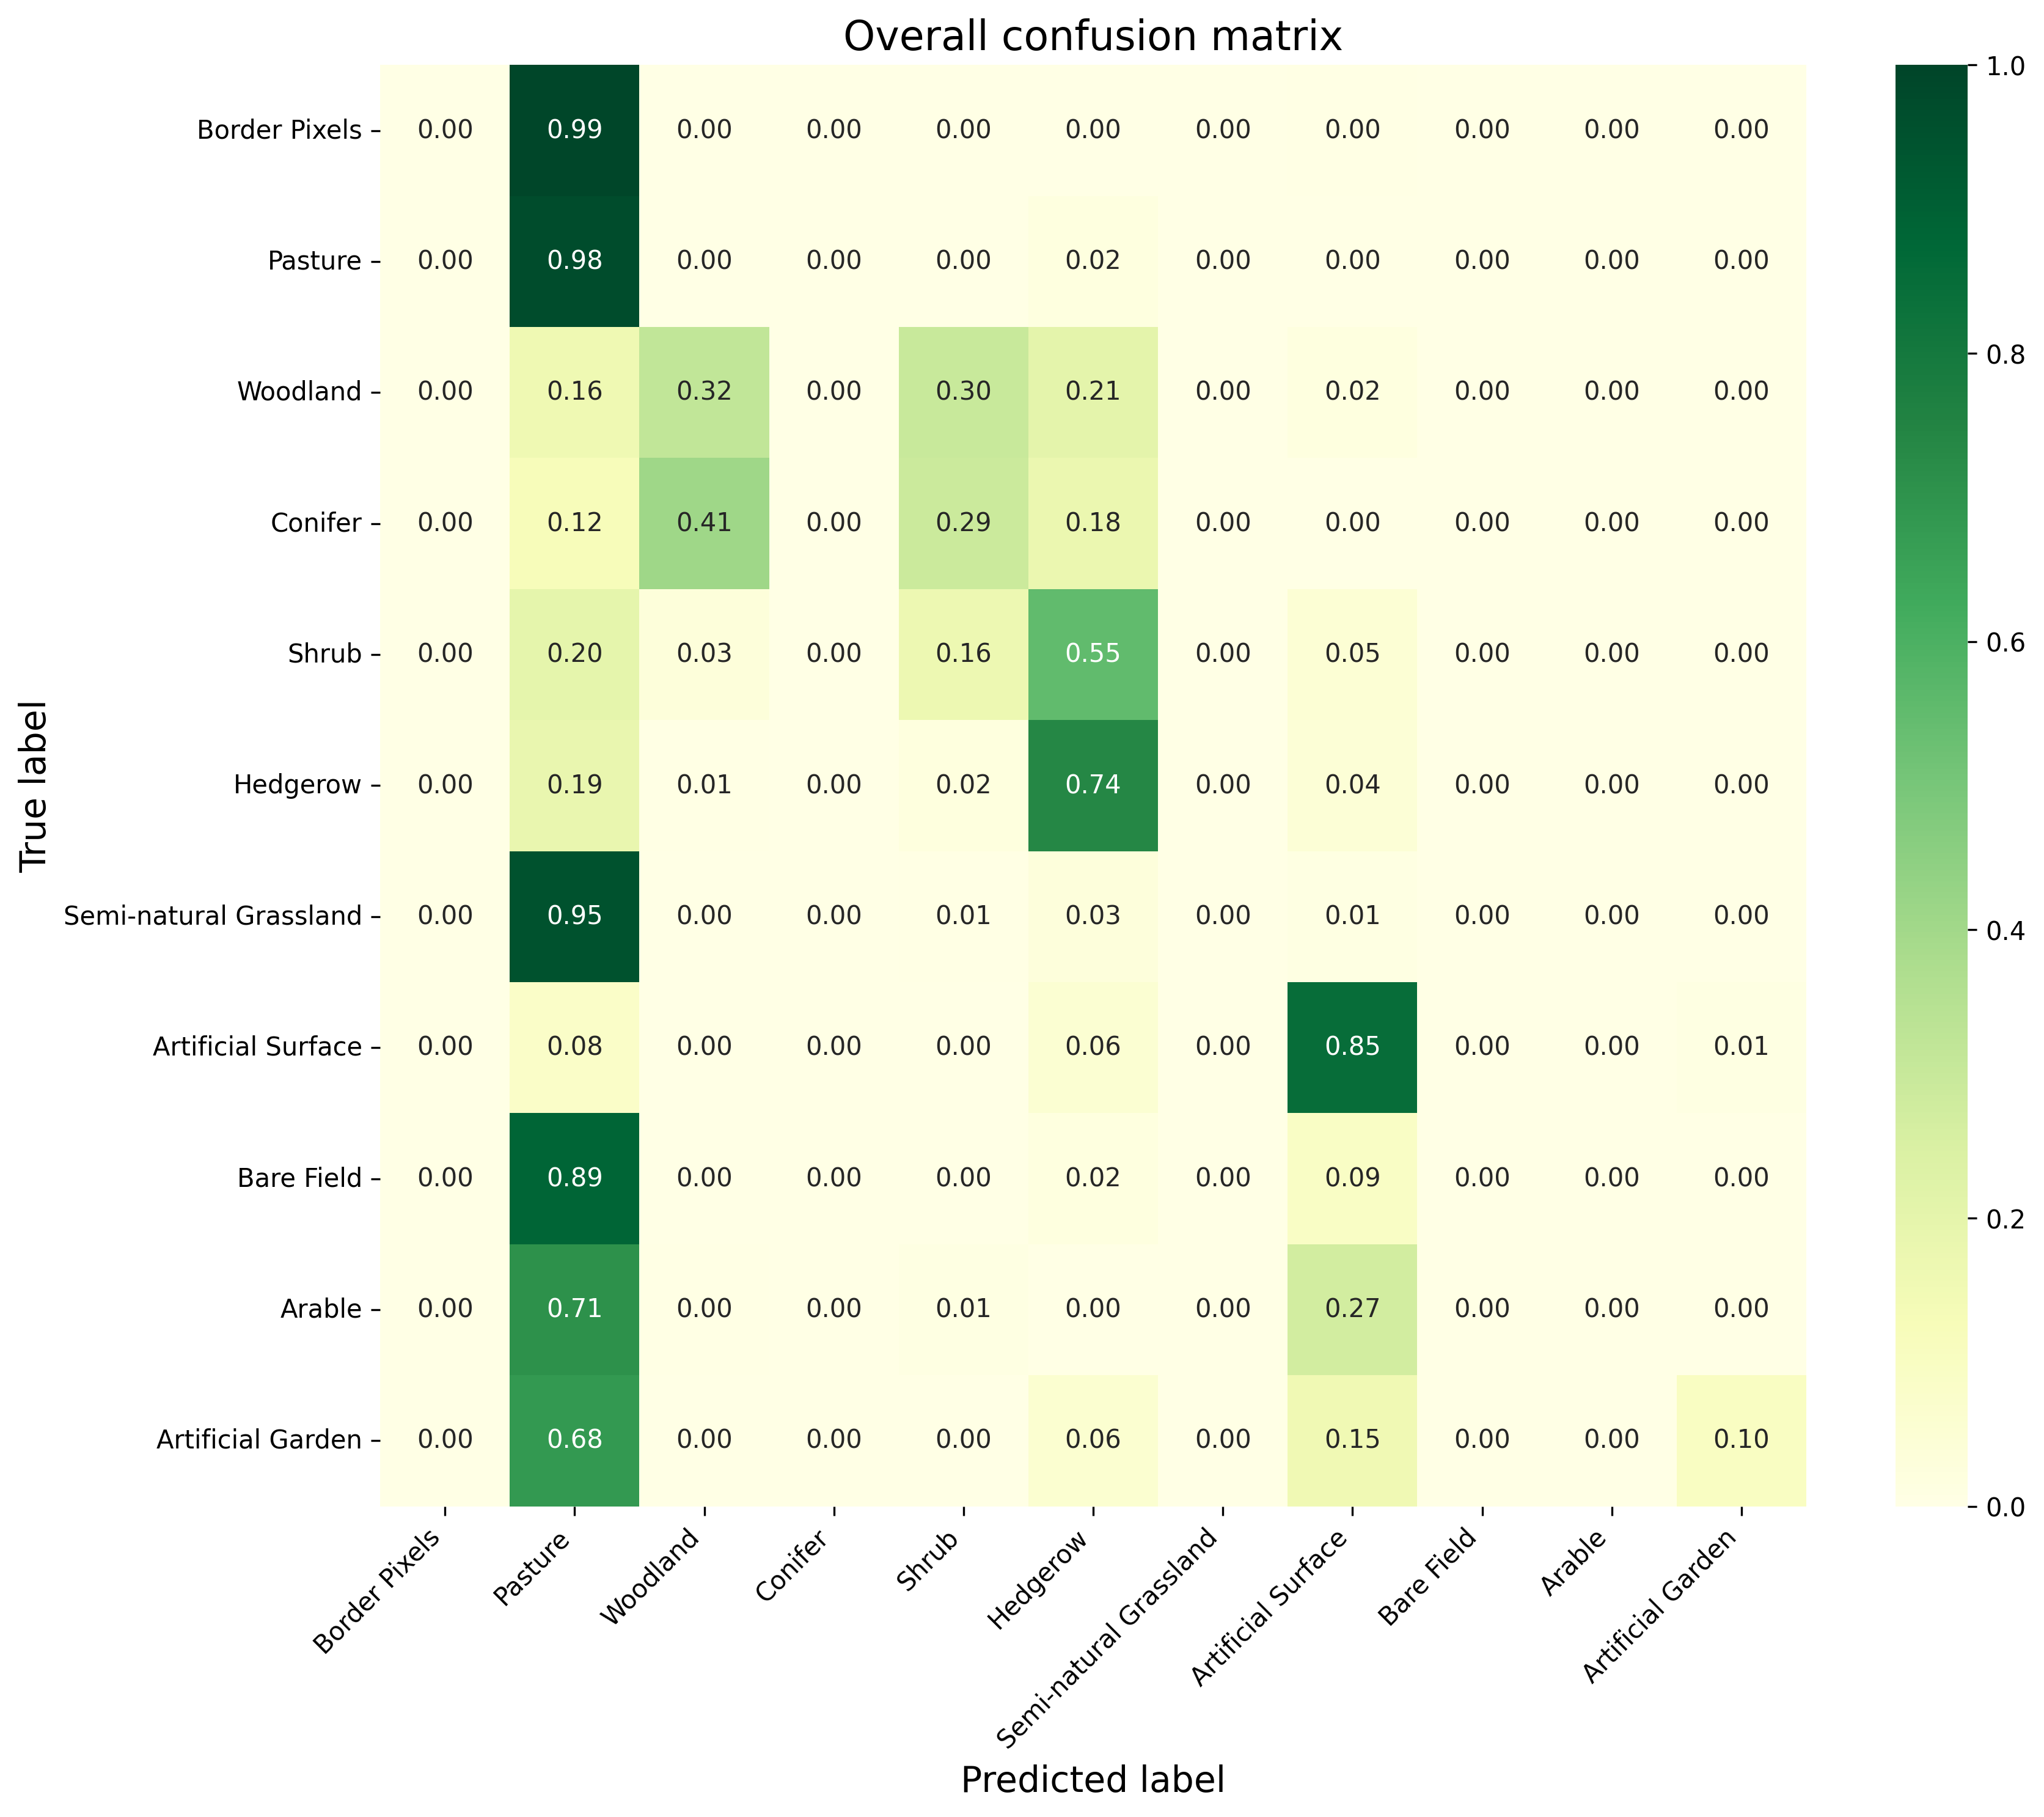 Overall confusion matrix
True label
Border Pixels 0.00 0.99 0.00 0.00 0.00 0.00 0.00 0.00 0.00 0.00 0.00
Pasture 0.00 0.98 0.00 0.00 0.00 0.02 0.00 0.00 0.00 0.00 0.00
Woodland 0.00 0.16 0.32 0.00 0.30 0.21 0.00 0.02 0.00 0.00 0.00
Conifer 0.00 0.12 0.41 0.00 0.29 0.18 0.00 0.00 0.00 0.00 0.00
Shrub 0.00 0.20 0.03 0.00 0.16 0.55 0.00 0.05 0.00 0.00 0.00
Hedgerow 0.00 0.19 0.01 0.00 0.02 0.74 0.00 0.04 0.00 0.00 0.00
Semi-natural Grassland 0.00 0.95 0.00 0.00 0.01 0.03 0.00 0.01 0.00 0.00 0.00
Artificial Surface 0.00 0.08 0.00 0.00 0.00 0.06 0.00 0.85 0.00 0.00 0.01
Bare Field 0.00 0.89 0.00 0.00 0.00 0.02 0.00 0.09 0.00 0.00 0.00
Arable 0.00 0.71 0.00 0.00 0.01 0.00 0.00 0.27 0.00 0.00 0.00
Artificial Garden 0.00 0.68 0.00 0.00 0.00 0.06 0.00 0.15 0.00 0.00 0.10
Border Pixels
Pasture
Woodland
Conifer
Shrub
Hedgerow
Semi-natural Grassland
Artificial Surface
Bare Field
Arable
Artificial Garden
Predicted label
1.0
0.8
0.6
0.4
0.2
0.0